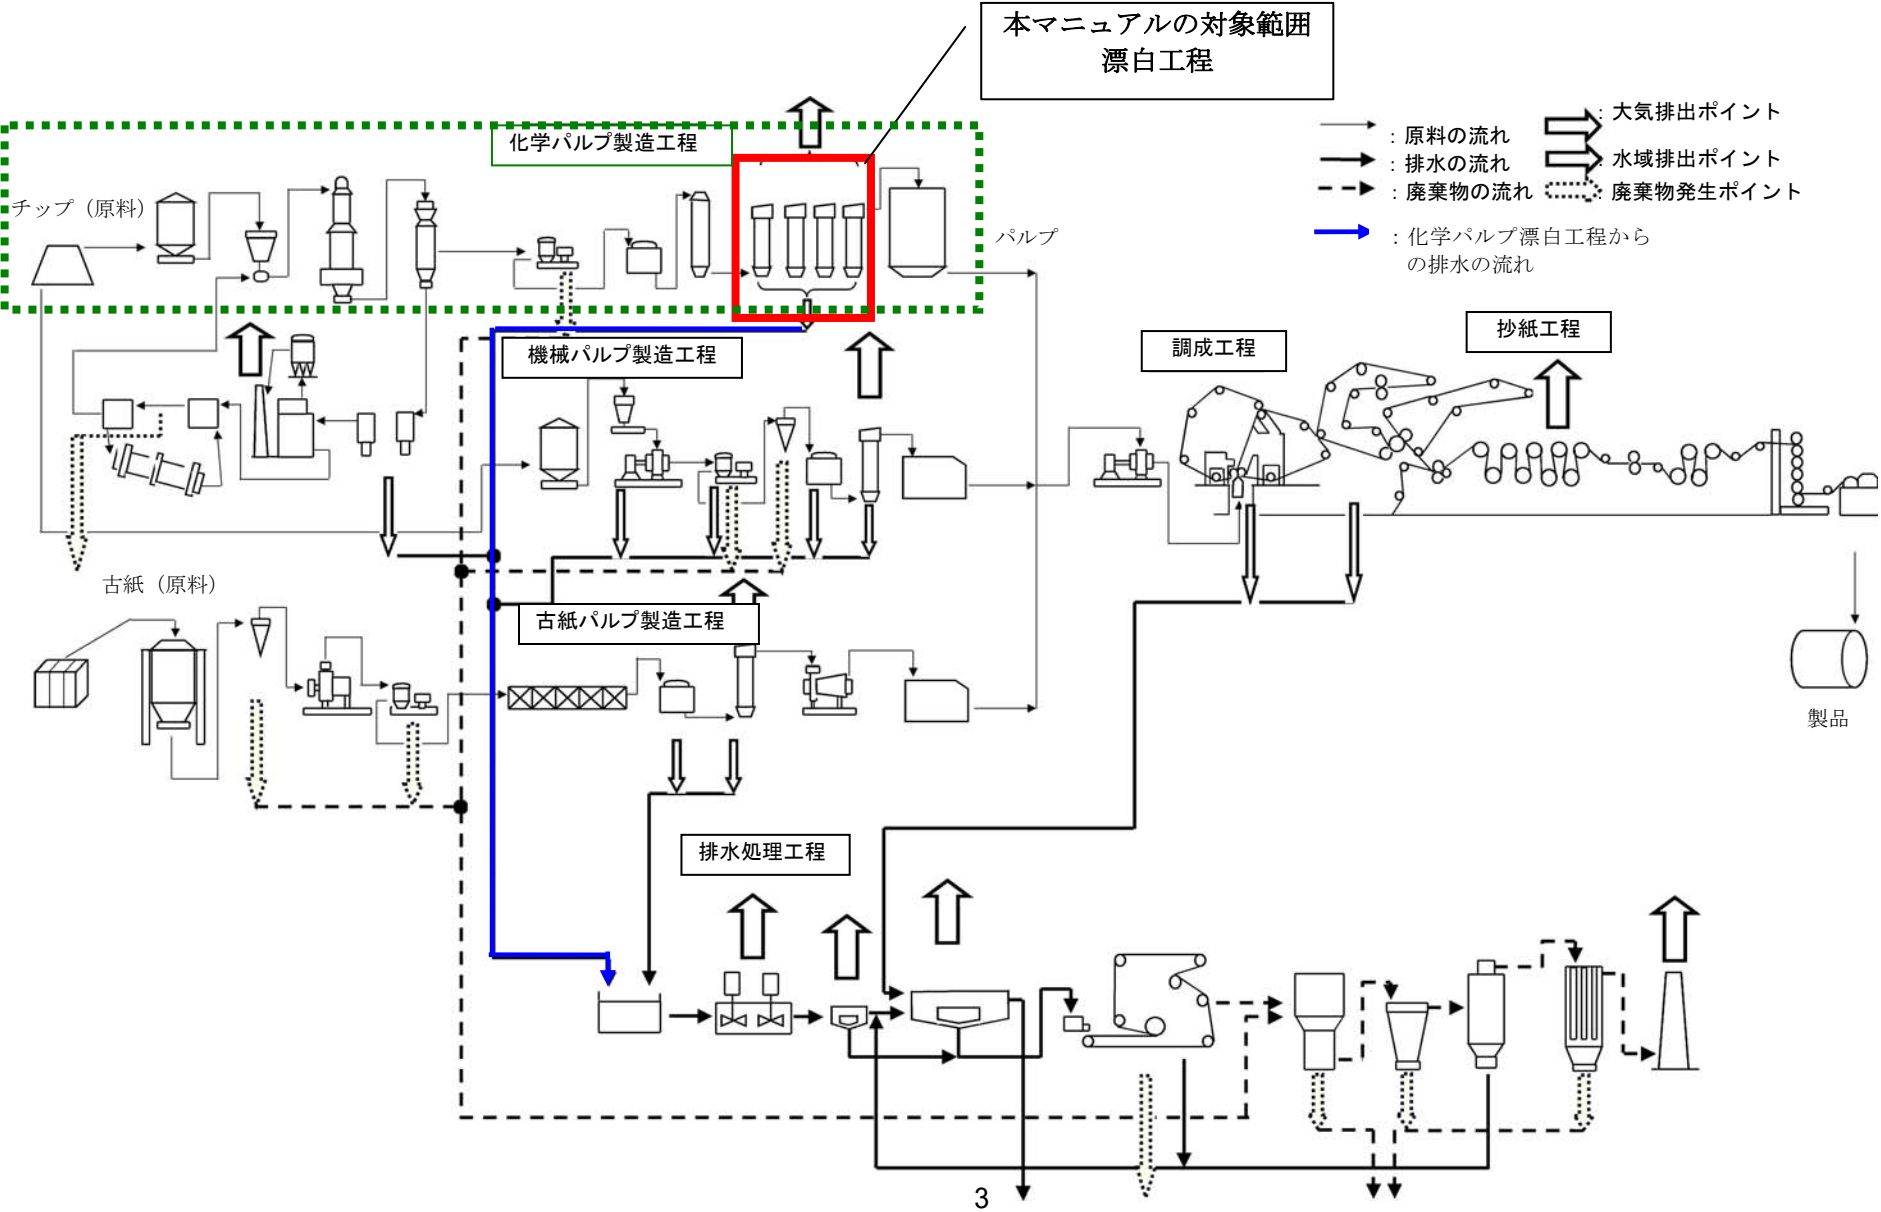 本マニュアルの対象範囲
漂白工程
化学パルプ製造工程
: 大気排出ポイント
: 原料の流れ
: 排水の流れ
水域排出ポイント
: 廃棄物の流れ
: 廃棄物発生ポイント
: 化学パルプ漂白工程から
の排水の流れ
チップ（原料）
パルプ
機械パルプ製造工程
調成工程
抄紙工程
古紙（原料）
古紙パルプ製造工程
製品
排水処理工程
3